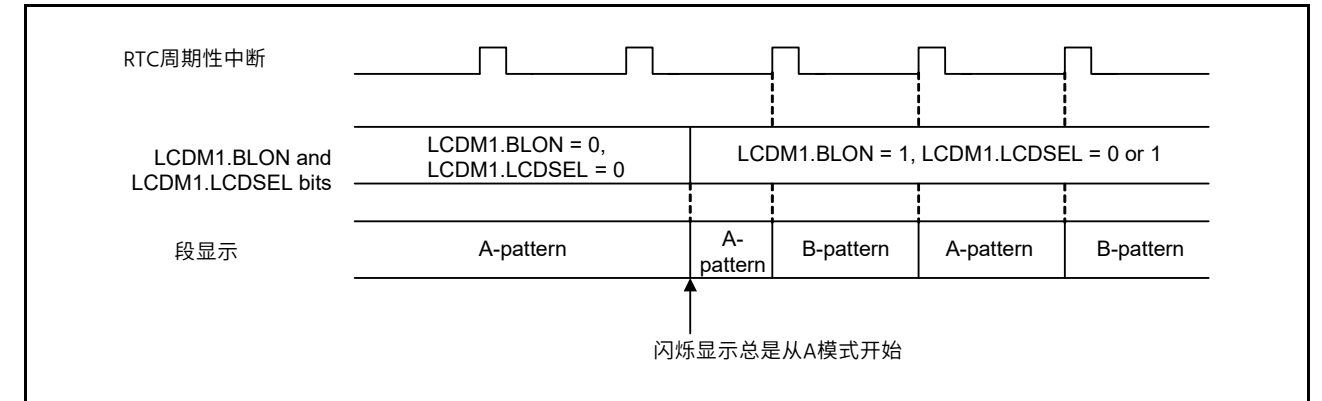 RTC周期性中断
LCDM1.BLON and
LCDM1.LCDSEL bits
LCDM1.BLON = 0,
LCDM1.LCDSEL = 0
LCDM1.BLON = 1, LCDM1.LCDSEL = 0 or 1
段显示
A-pattern
A-
pattern
B-pattern
A-pattern
B-pattern
闪烁显示总是从A模式开始